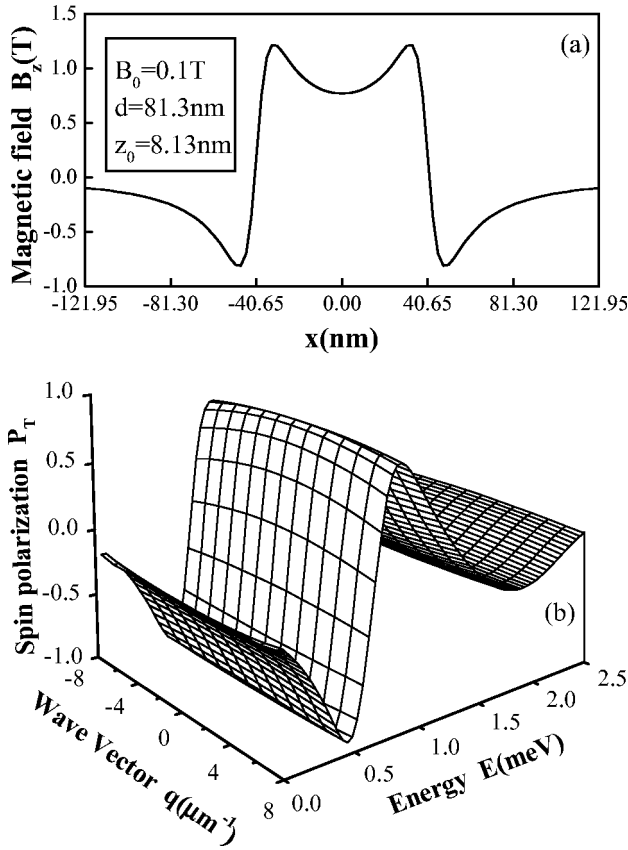 Magnetic field B_z(T)
1.5
1.0
0.5
0.0
-0.5
-1.0
(a)
B_0=0.1T
d=81.3nm
z_0=8.13nm
-121.95 -81.30 -40.65 0.00 40.65 81.30 121.95
x(nm)
Spin polarization P_T
1.0
0.5
0.0
-0.5
-1.0
(b)
-8 -4 0 4 8
Wave Vector q(μm⁻¹)
0.0 0.5 1.0 1.5 2.0 2.5
Energy E(meV)